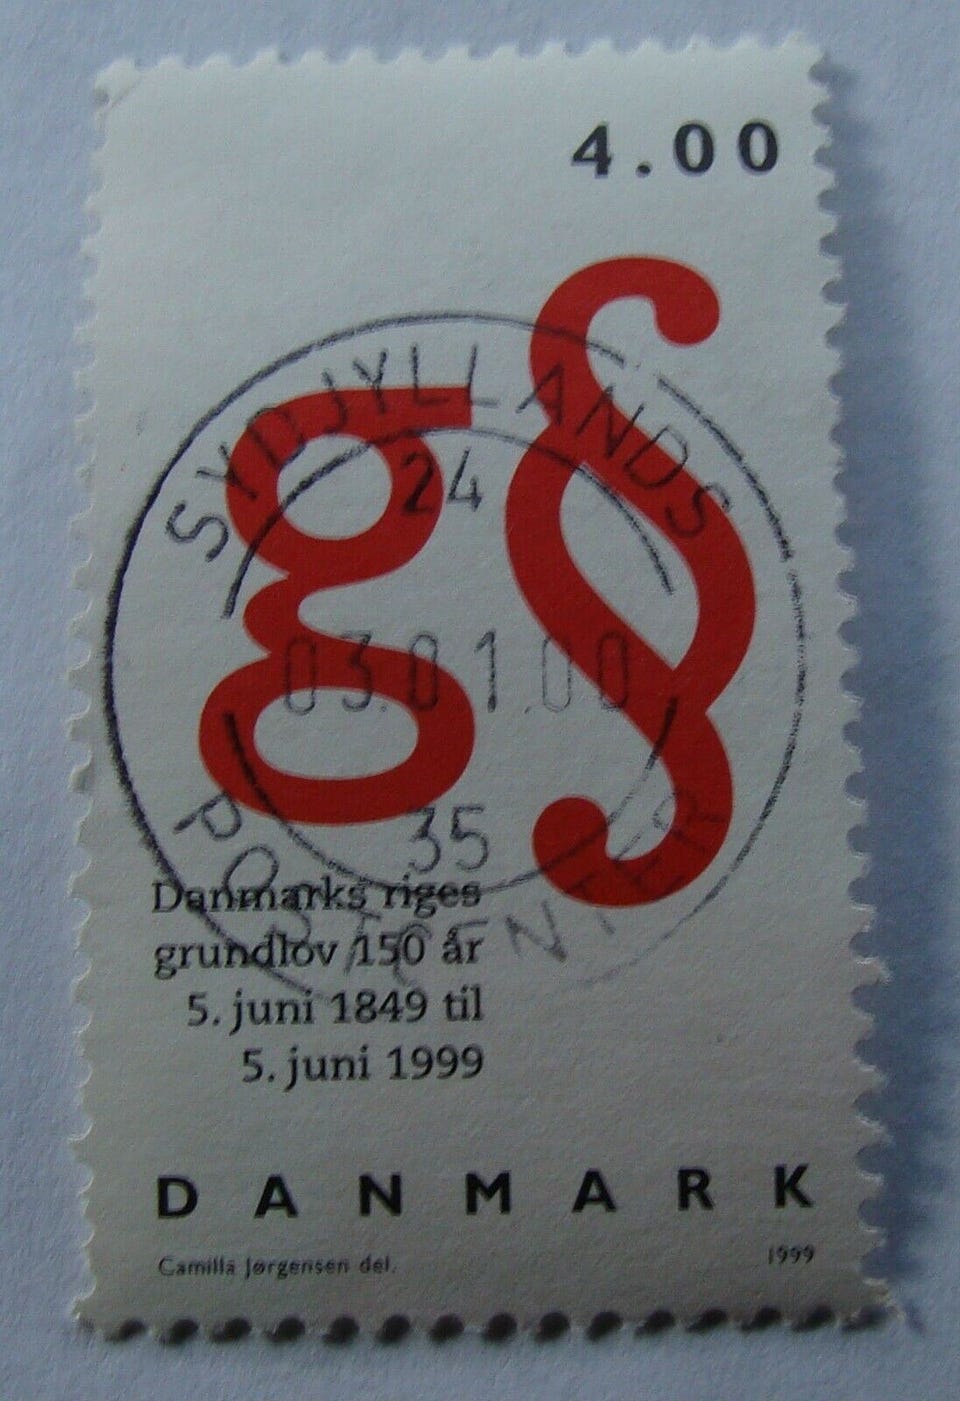 4.00
g§
SYDJYLLANDS
24
03.01.00
35
POSTCENTER
Danmarks riges
grundlov 150 år
5. juni 1849 til
5. juni 1999
DANMARK
Camilla Jørgensen del.
1999